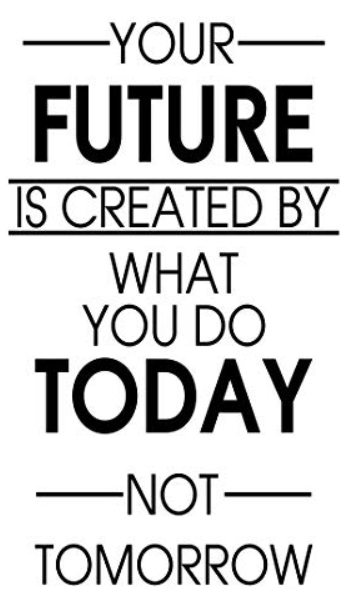 YOUR
FUTURE
IS CREATED BY
WHAT
YOU DO
TODAY
NOT
TOMORROW